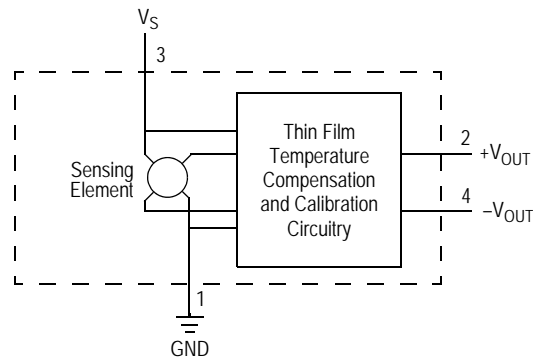 VS
3
Sensing
Element
Thin Film
Temperature
Compensation
and Calibration
Circuitry
2
+VOUT
4
–VOUT
1
GND